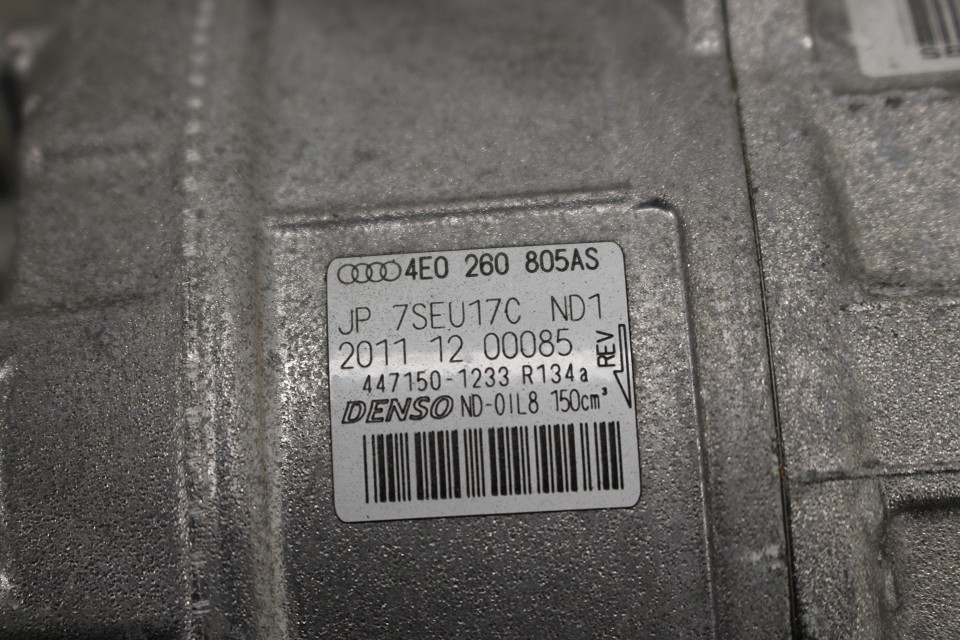 4E0 260 805AS
JP 7SEU17C ND1
2011 12 00085
REV
447150-1233 R134a
DENSO ND-OIL8 150cm³